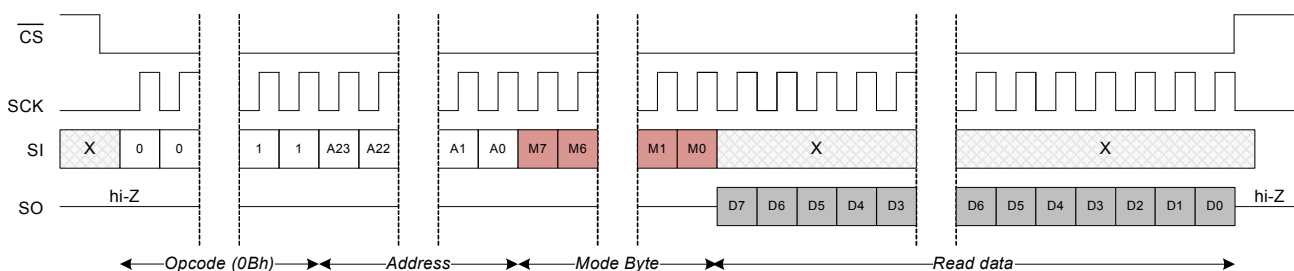 CS
SCK
SI X 0 0 1 1 A23 A22 A1 A0 M7 M6 M1 M0 X X
hi-Z hi-Z
SO D7 D6 D5 D4 D3 D6 D5 D4 D3 D2 D1 D0
Opcode (0Bh) Address Mode Byte Read data